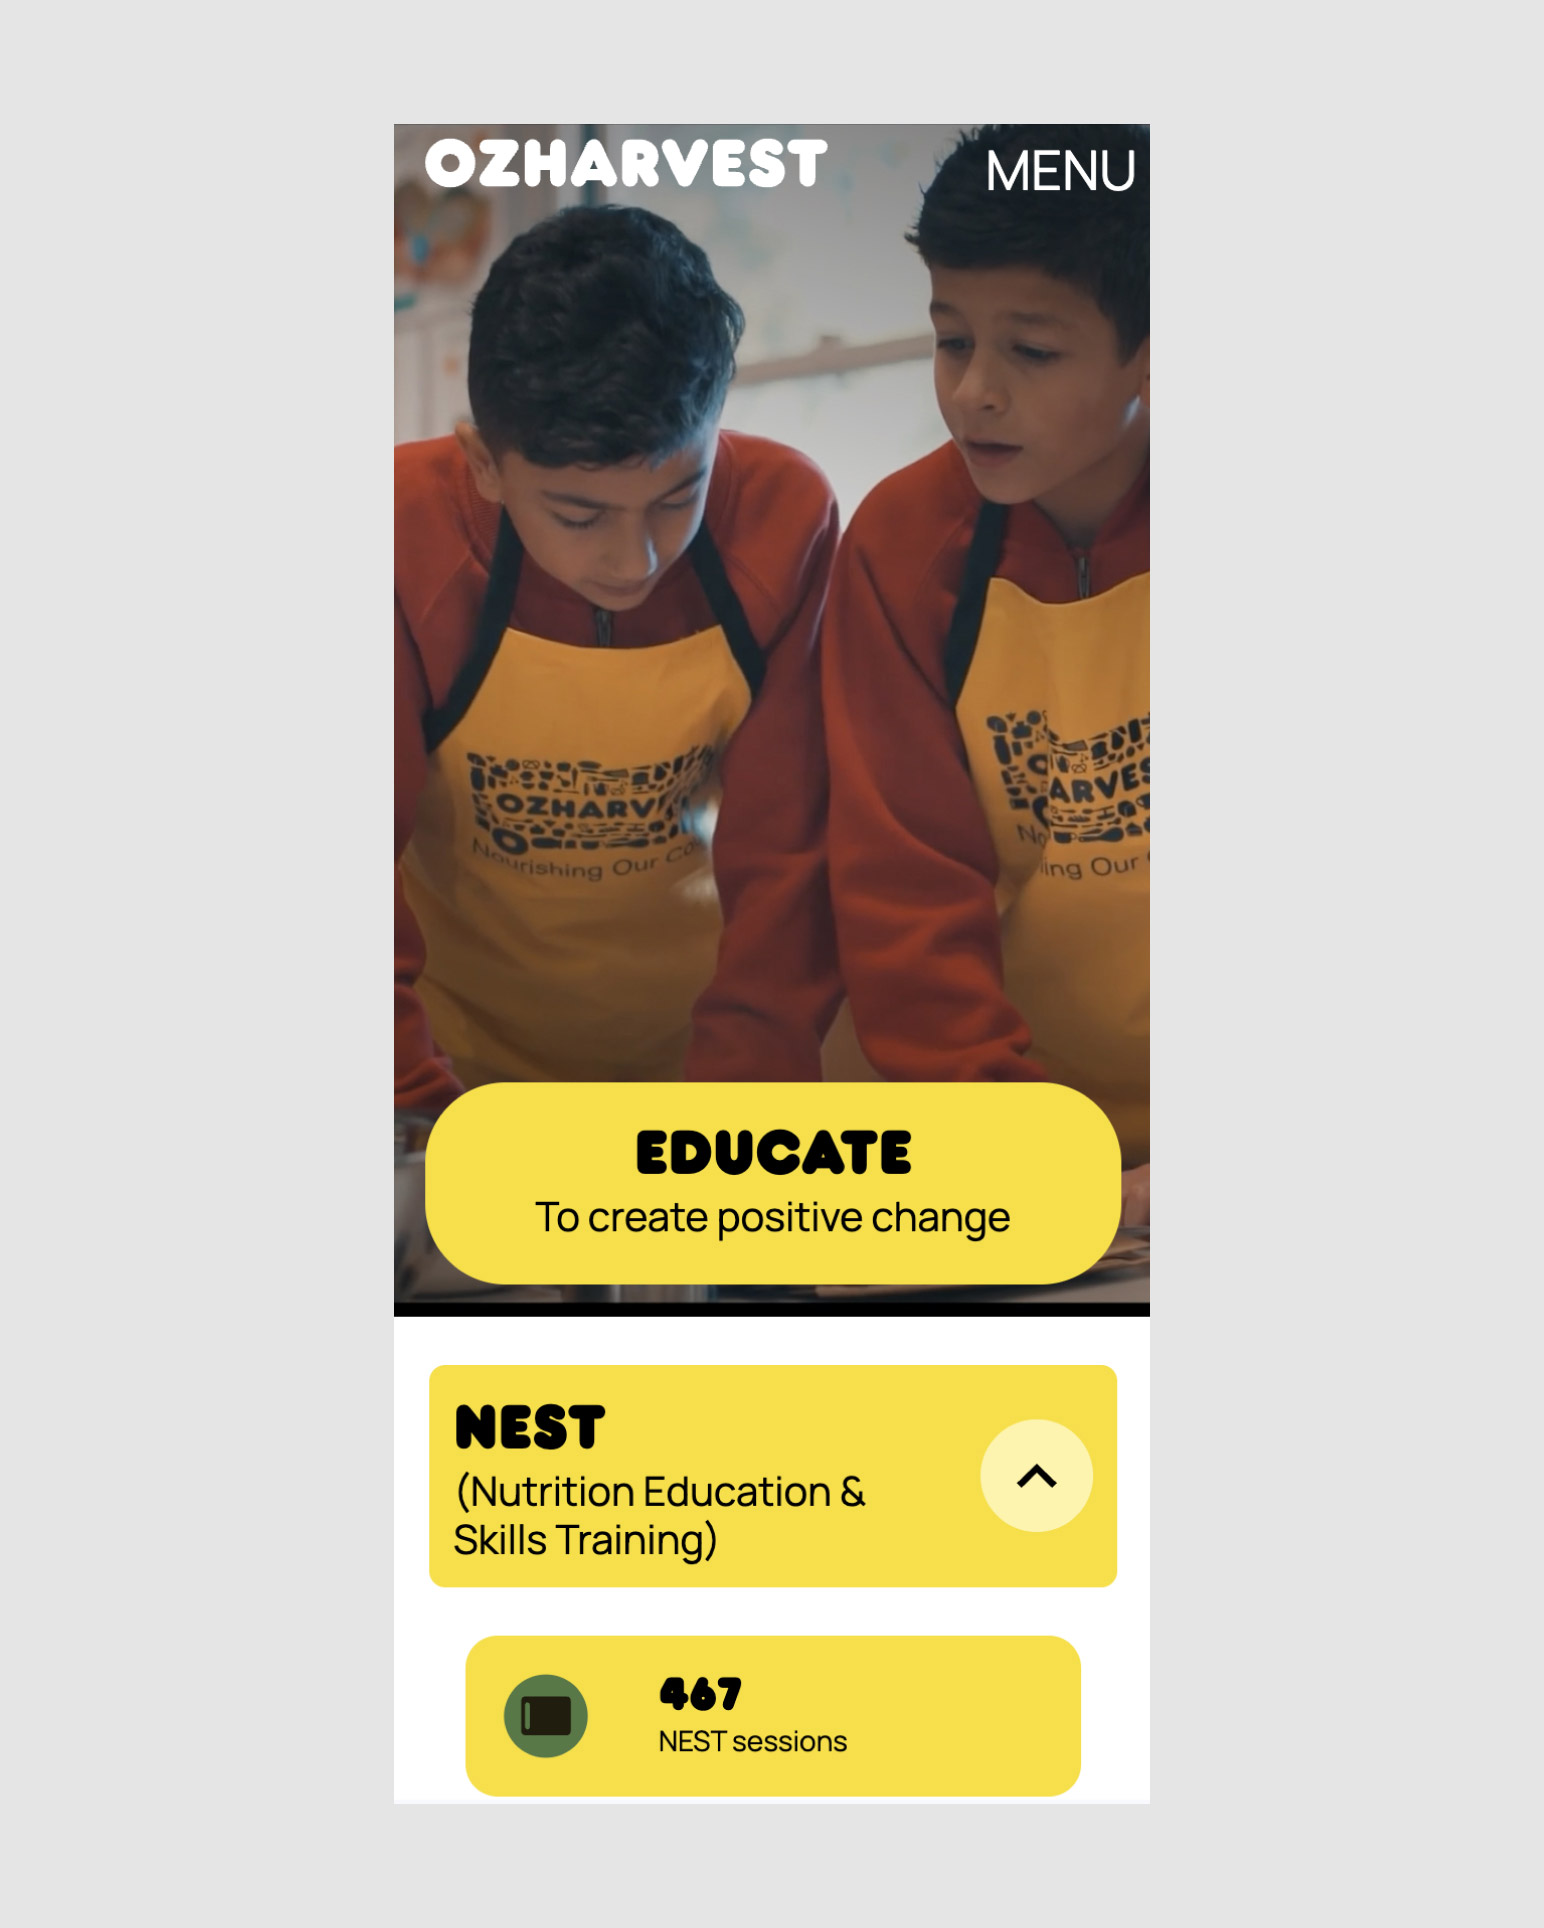 OZHARVEST
MENU
OZHARV
Nourishing Our Co
ARVES
ing Our
EDUCATE
To create positive change
NEST
(Nutrition Education &
Skills Training)
467
NEST sessions